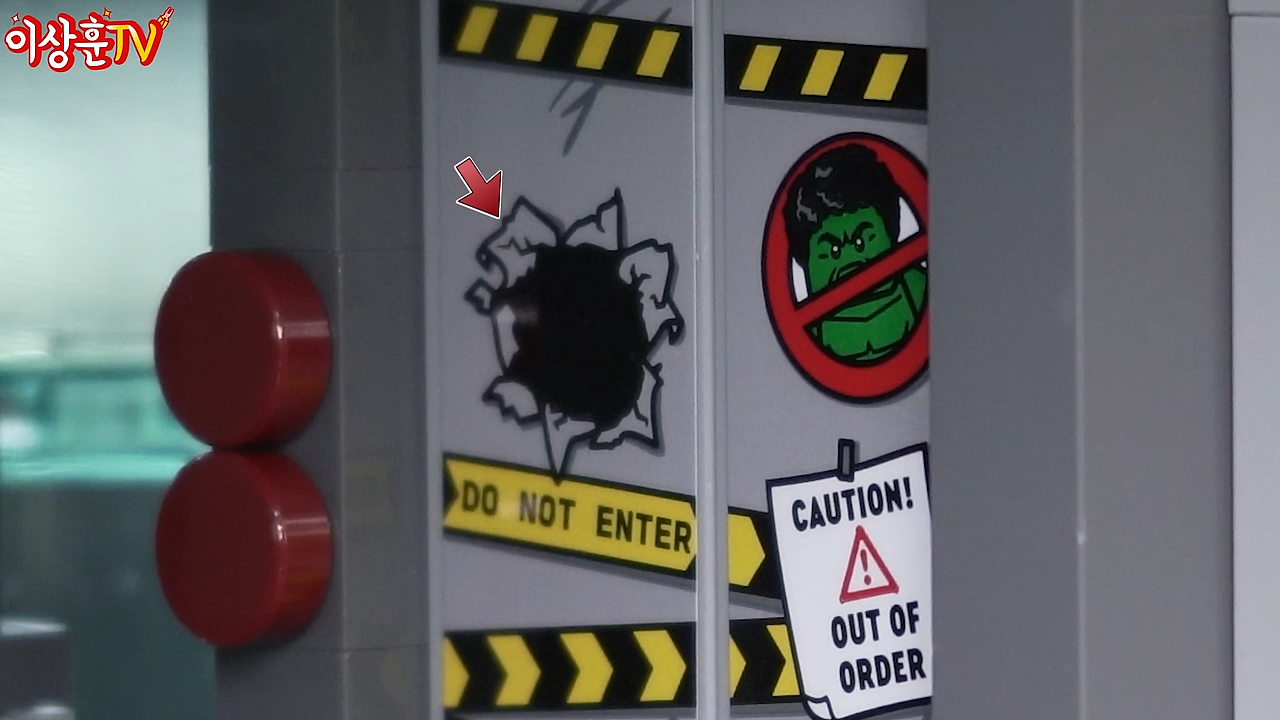 이상훈TV
DO NOT ENTER
CAUTION!
OUT OF
ORDER